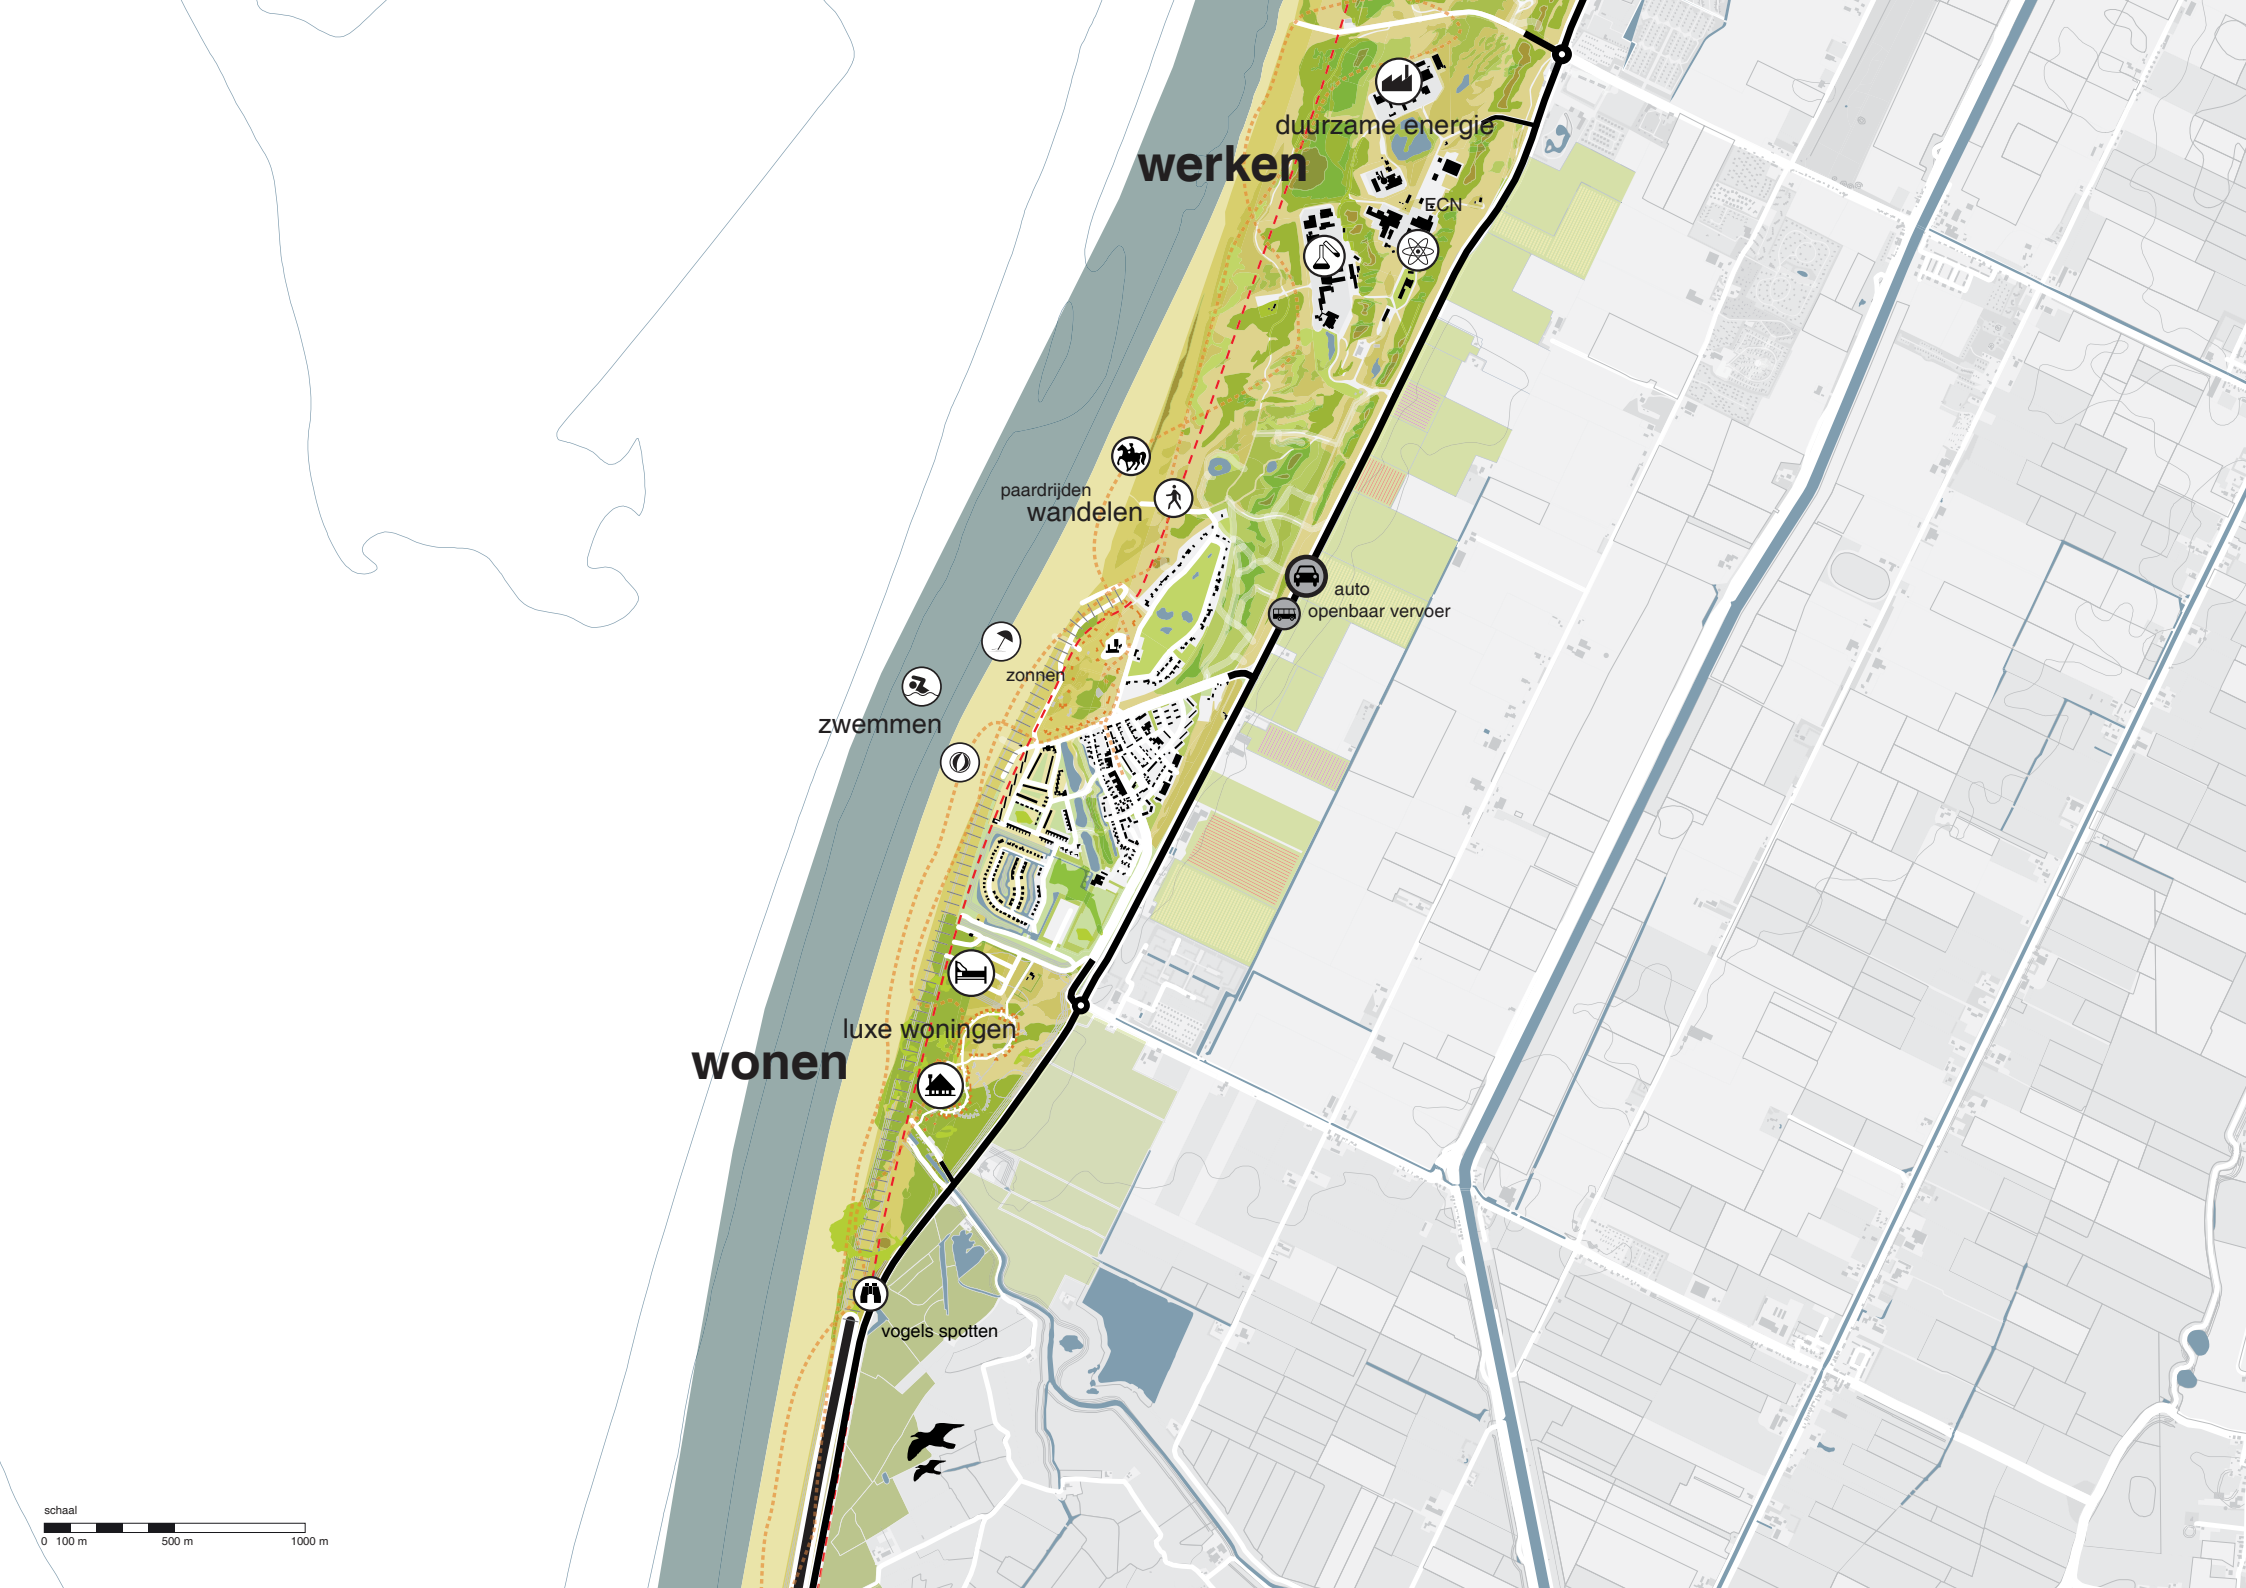 duurzame energie
werken
ECN
paardrijden
wandelen
auto
openbaar vervoer
zonnen
zwemmen
luxe woningen
wonen
vogels spotten
schaal
0 100 m 500 m 1000 m